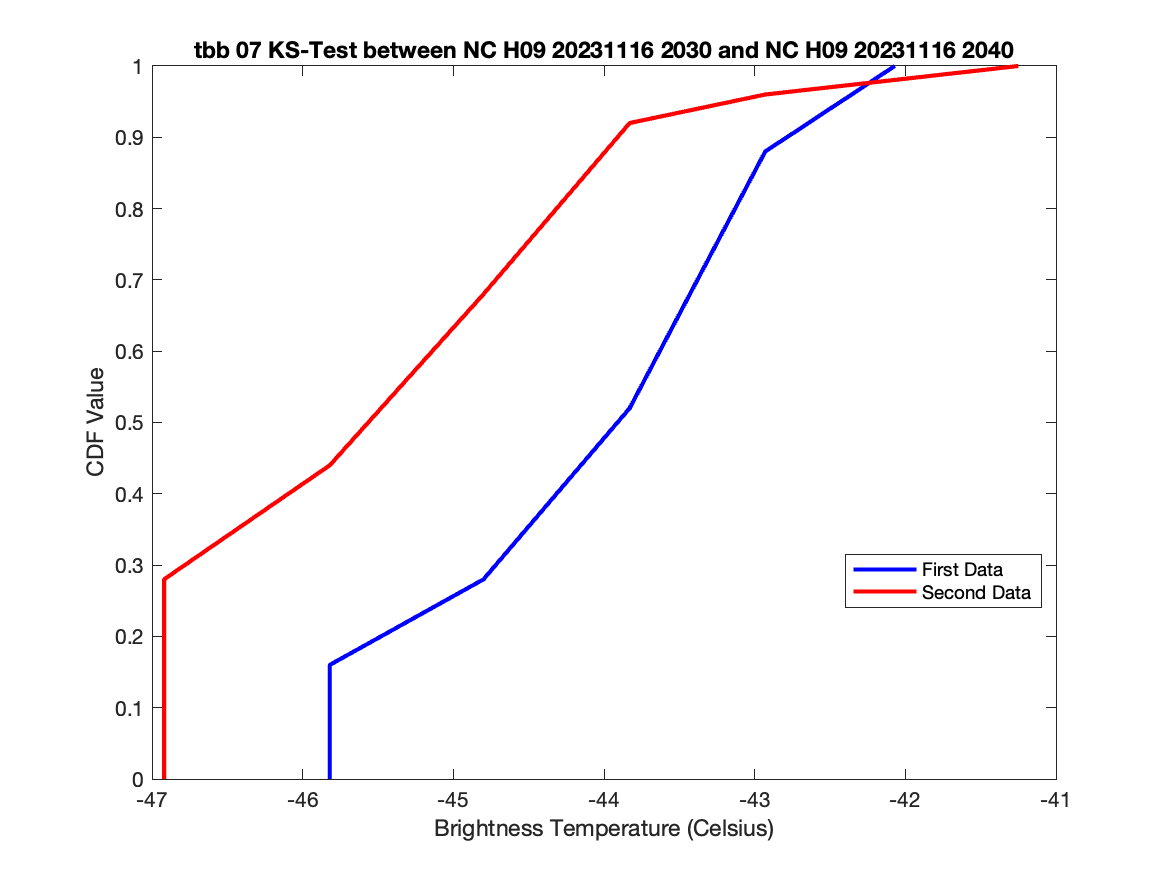 tbb 07 KS-Test between NC H09 20231116 2030 and NC H09 20231116 2040
1
0.9
0.8
0.7
0.6
0.5
0.4
0.3
0.2
0.1
0
CDF Value
First Data
Second Data
-47 -46 -45 -44 -43 -42 -41
Brightness Temperature (Celsius)